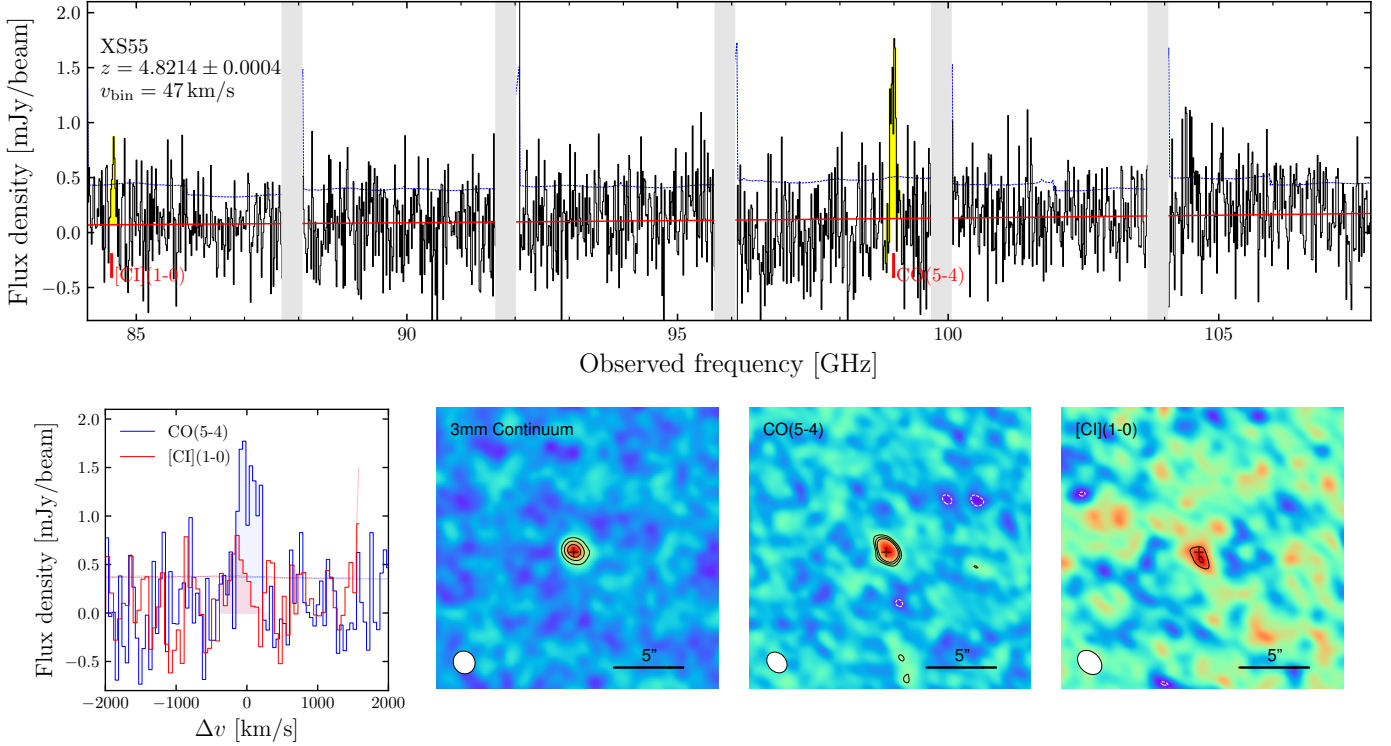 2.0
1.5
1.0
0.5
0.0
−0.5
Flux density [mJy/beam]
XS55
z = 4.8214 ± 0.0004
v_bin = 47 km/s
[CI](1-0)
CO(5-4)
85
90
95
100
105
Observed frequency [GHz]
2.0
1.5
1.0
0.5
0.0
−0.5
Flux density [mJy/beam]
CO(5-4)
[CI](1-0)
−2000
−1000
0
1000
2000
Δv [km/s]
3mm Continuum
5”
CO(5-4)
5”
[CI](1-0)
5”